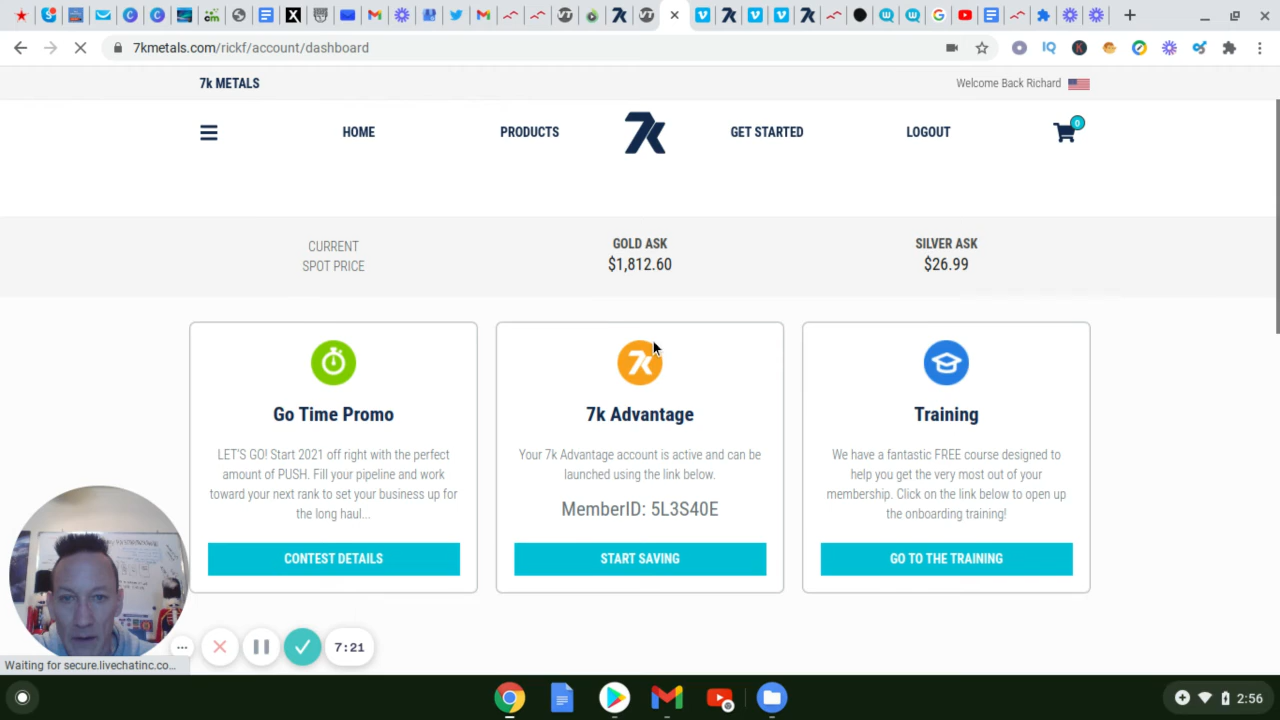 7kmetals.com/rickf/account/dashboard
7k METALS
Welcome Back Richard
HOME
PRODUCTS
7k
GET STARTED
LOGOUT
0
CURRENT
SPOT PRICE
GOLD ASK
$1,812.60
SILVER ASK
$26.99
7k
Go Time Promo
LET'S GO! Start 2021 off right with the perfect
amount of PUSH. Fill your pipeline and work
toward your next rank to set your business up for
the long haul...
CONTEST DETAILS
7k Advantage
Your 7k Advantage account is active and can be
launched using the link below.
MemberID: 5L3S40E
START SAVING
Training
We have a fantastic FREE course designed to
help you get the very most out of your
membership. Click on the link below to open up
the onboarding training!
GO TO THE TRAINING
7:21
Waiting for secure.livechatinc.co...
2:56